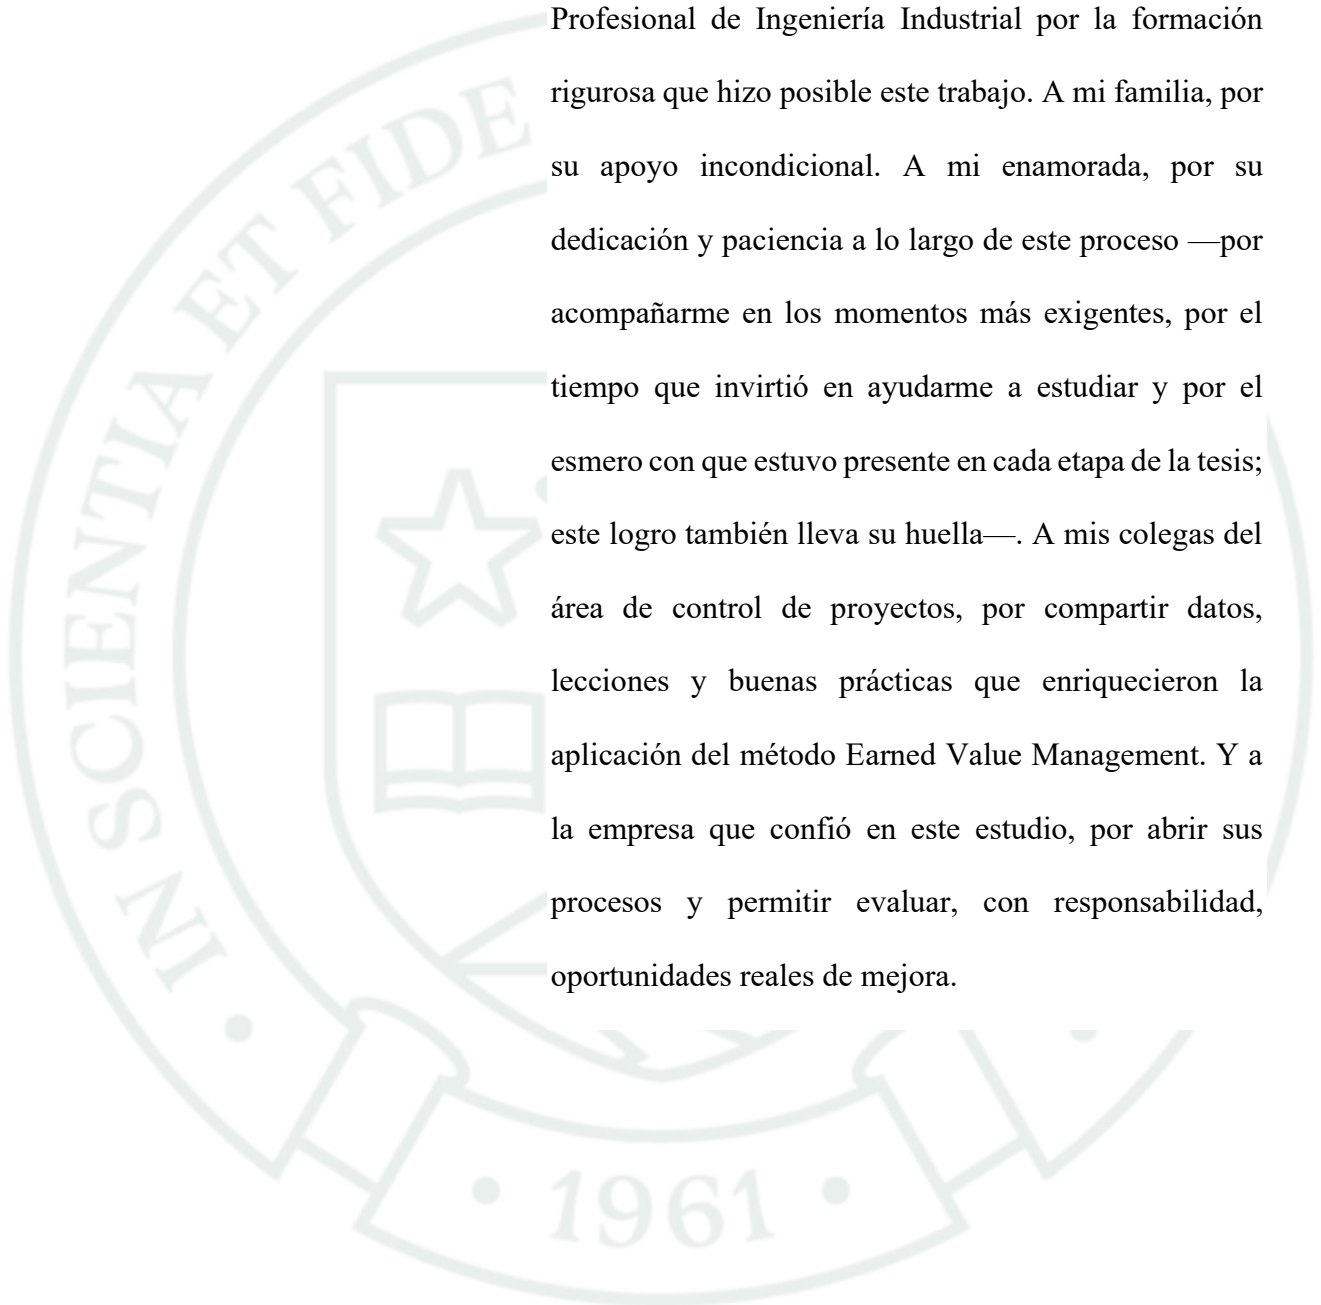 Profesional de Ingeniería Industrial por la formación
rigurosa que hizo posible este trabajo. A mi familia, por
su apoyo incondicional. A mi enamorada, por su
dedicación y paciencia a lo largo de este proceso —por
acompañarme en los momentos más exigentes, por el
tiempo que invirtió en ayudarme a estudiar y por el
esmero con que estuvo presente en cada etapa de la tesis;
este logro también lleva su huella—. A mis colegas del
área de control de proyectos, por compartir datos,
lecciones y buenas prácticas que enriquecieron la
aplicación del método Earned Value Management. Y a
la empresa que confió en este estudio, por abrir sus
procesos y permitir evaluar, con responsabilidad,
oportunidades reales de mejora.
IN SCIENTIA ET FIDE
• 1961 •